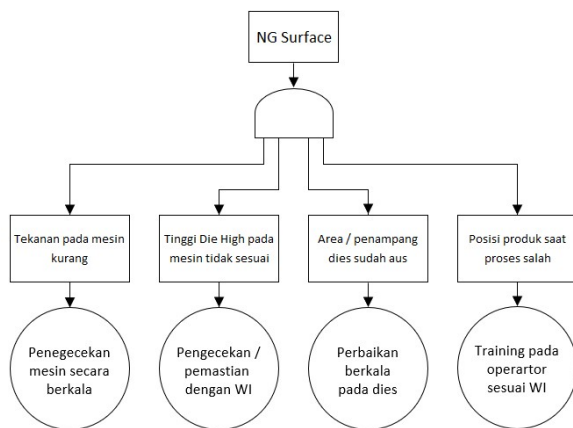 NG Surface
Tekanan pada mesin
kurang
Tinggi Die High pada
mesin tidak sesuai
Area / penampang
dies sudah aus
Posisi produk saat
proses salah
Penegecekan
mesin secara
berkala
Pengecekan /
pemastian
dengan WI
Perbaikan
berkala
pada dies
Training pada
operartor
sesuai WI